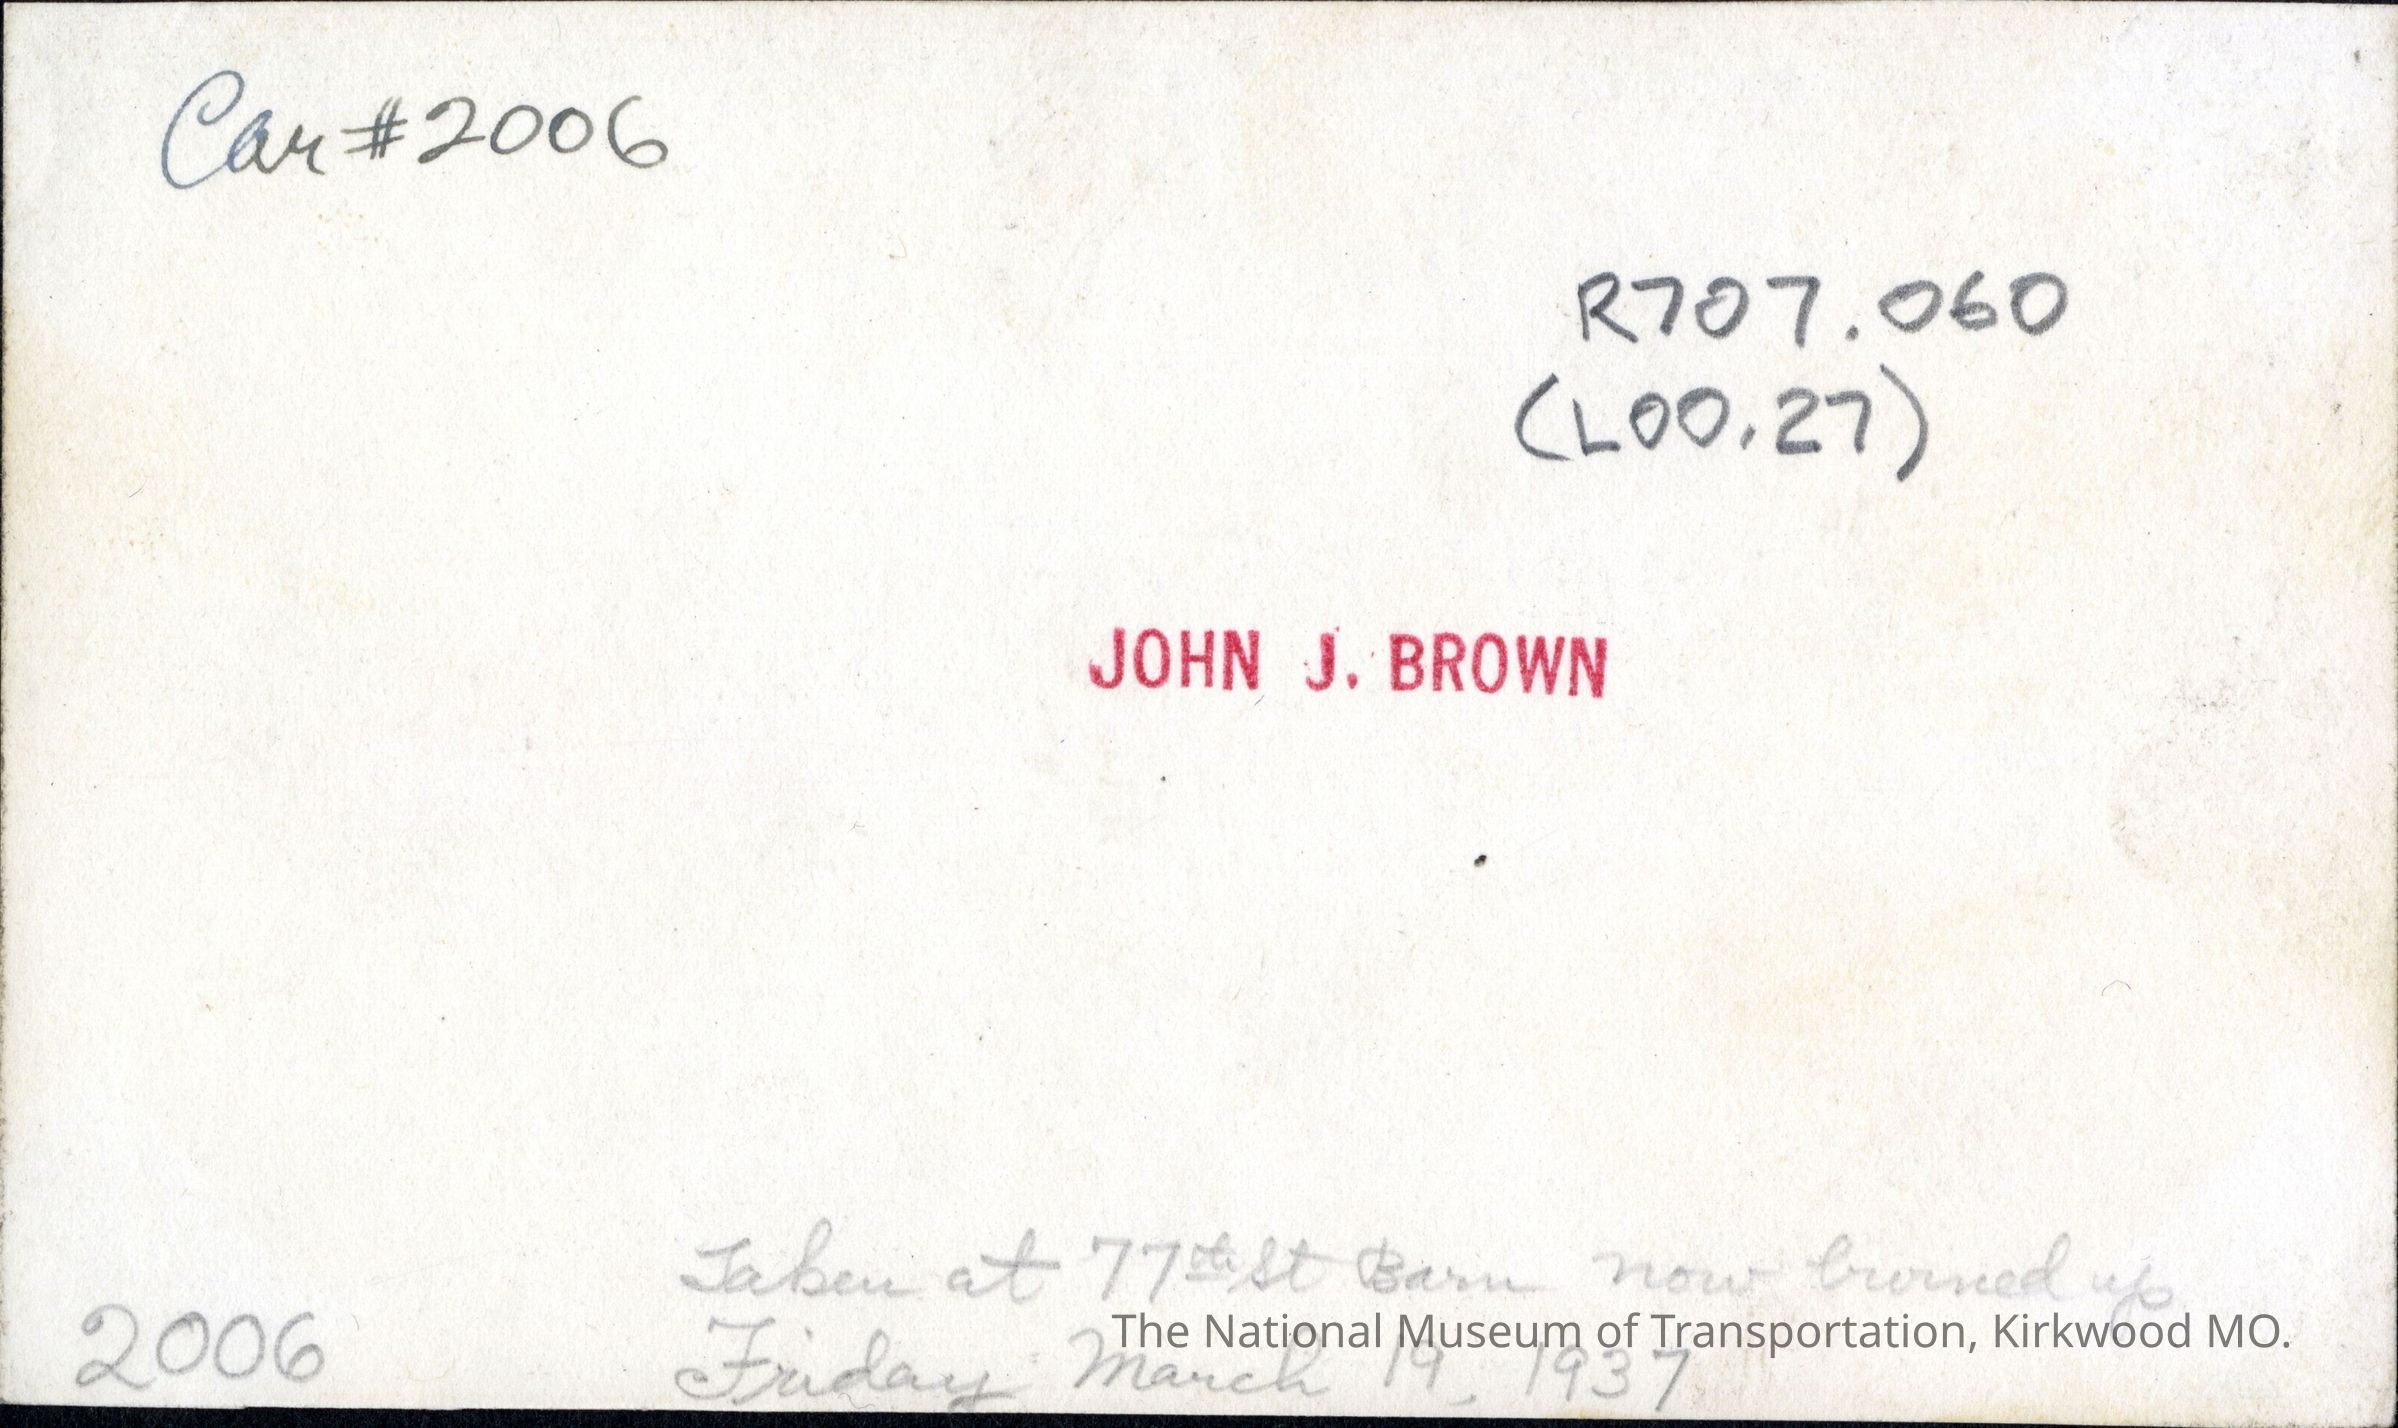 Car #2006
R707.060
(L00.27)
JOHN J. BROWN
Taken at 77th St Barn now burned up
2006
Friday March 19, 1937
The National Museum of Transportation, Kirkwood MO.